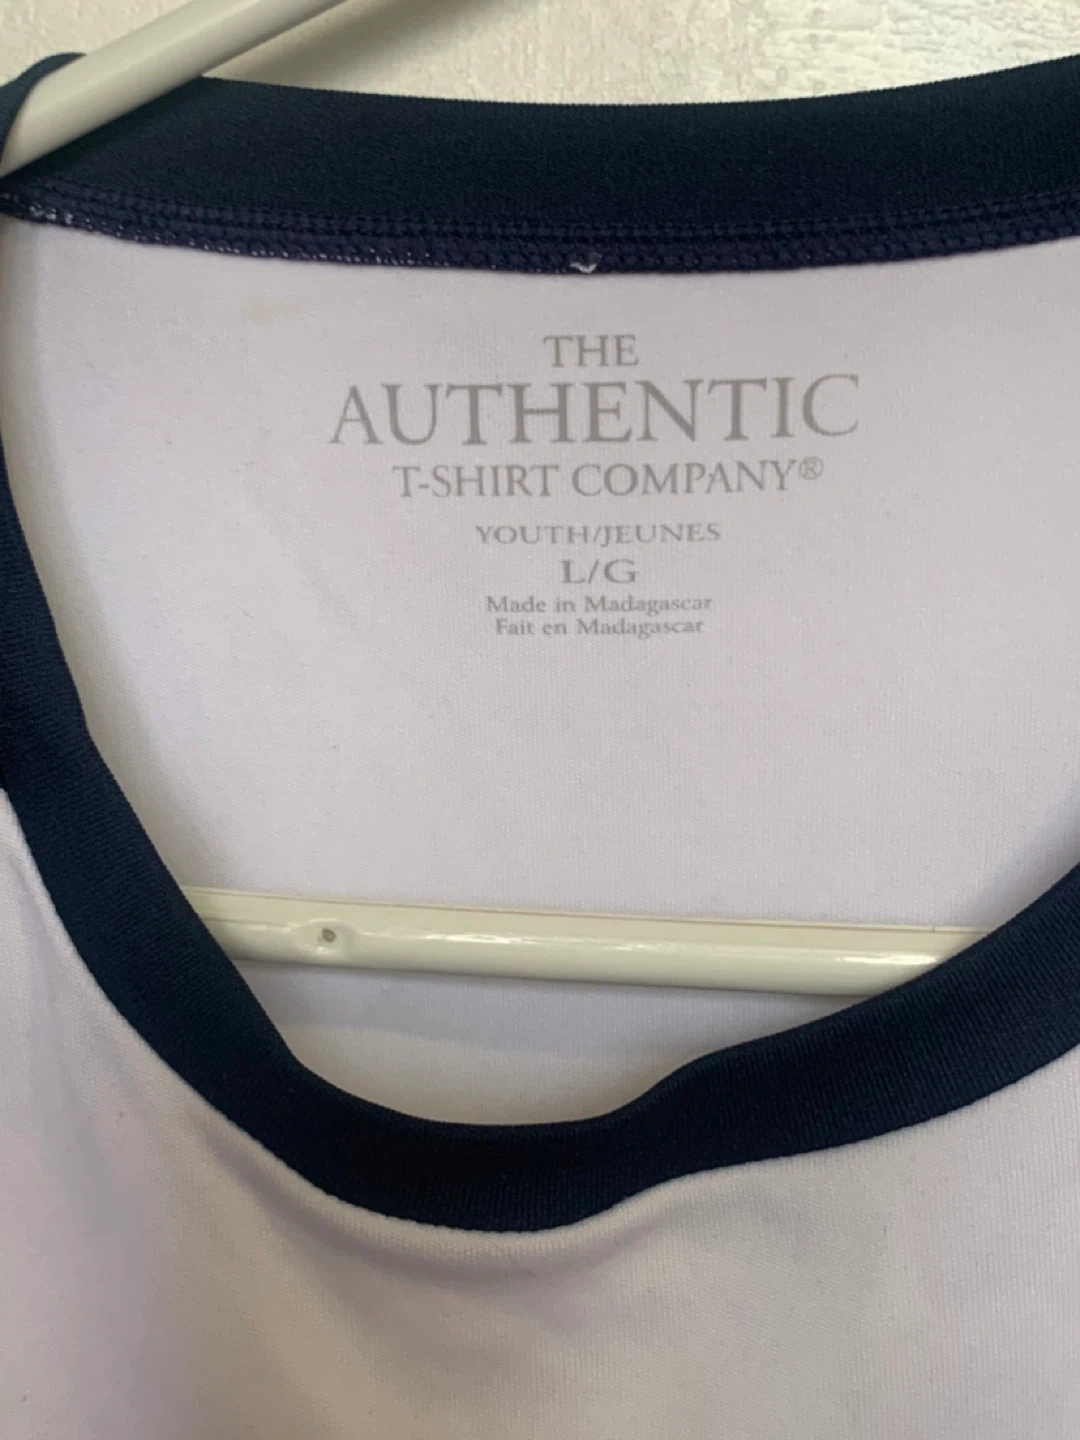 THE
AUTHENTIC
T-SHIRT COMPANY®
YOUTH/JEUNES
L/G
Made in Madagascar
Fait en Madagascar